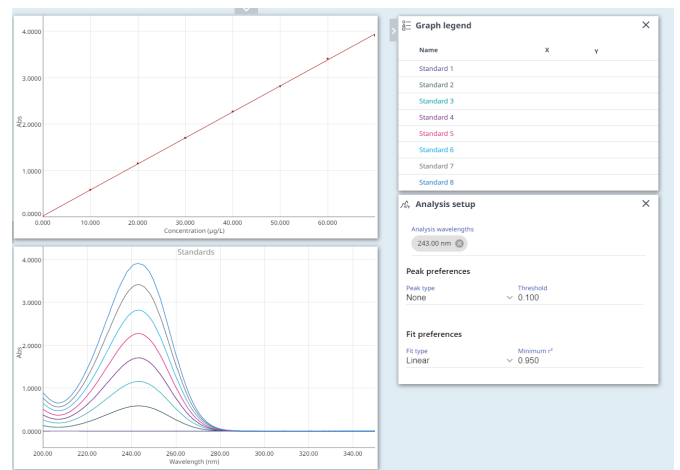 4.0000
3.0000
2.0000
1.0000
0.0000
Abs
0.000 10.000 20.000 30.000 40.000 50.000 60.000
Concentration (µg/L)
Standards
4.0000
3.0000
2.0000
1.0000
0.0000
Abs
200.00 220.00 240.00 260.00 280.00 300.00 320.00 340.00
Wavelength (nm)
Graph legend
Name X Y
Standard 1
Standard 2
Standard 3
Standard 4
Standard 5
Standard 6
Standard 7
Standard 8
Analysis setup
Analysis wavelengths
243.00 nm
Peak preferences
Peak type Threshold
None 0.100
Fit preferences
Fit type Minimum r²
Linear 0.950